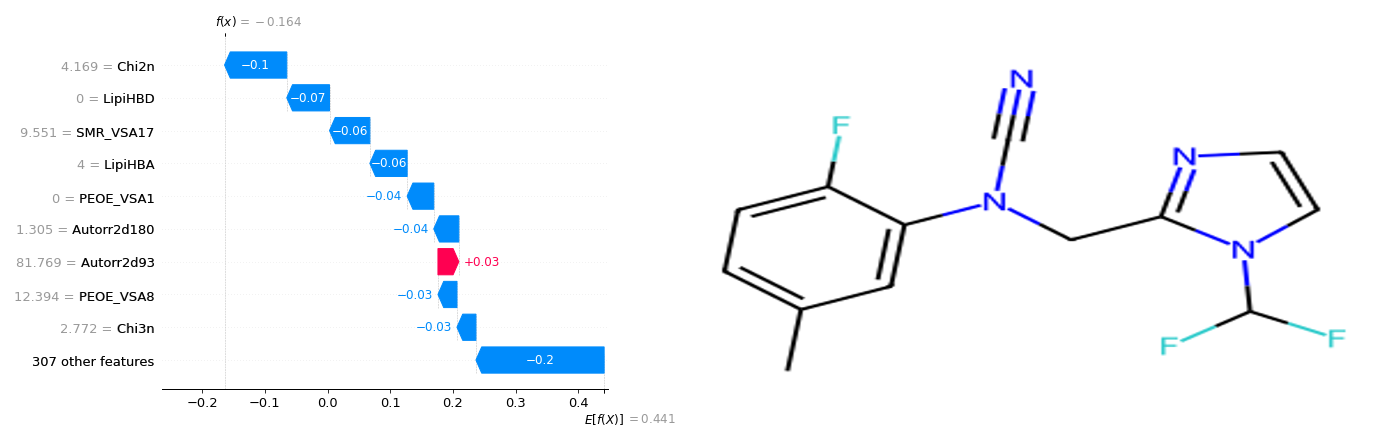 f(x) = −0.164
4.169 = Chi2n
−0.1
0 = LipiHBD
−0.07
9.551 = SMR_VSA17
−0.06
4 = LipiHBA
−0.06
0 = PEOE_VSA1
−0.04
1.305 = Autorr2d180
−0.04
81.769 = Autorr2d93
+0.03
12.394 = PEOE_VSA8
−0.03
2.772 = Chi3n
−0.03
307 other features
−0.2
−0.2 −0.1 0.0 0.1 0.2 0.3 0.4
E[f(X)] = 0.441
N
F
N
N
N
F
F